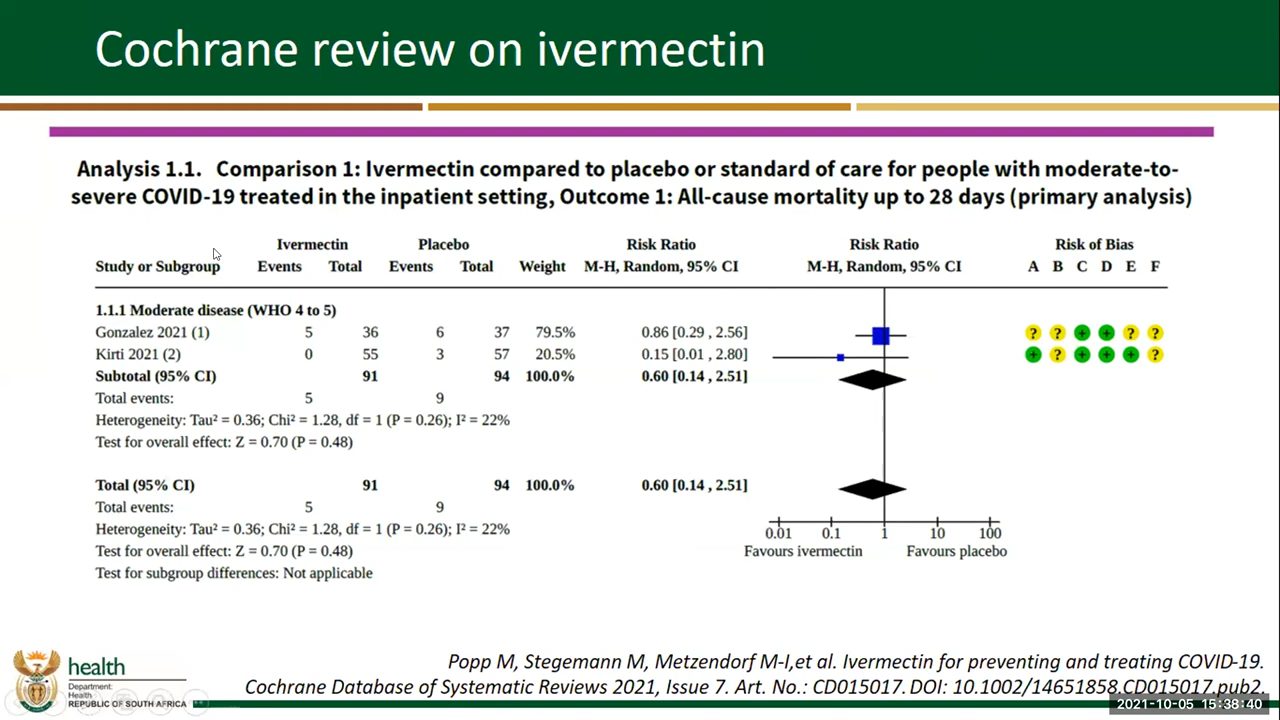 Cochrane review on ivermectin
Analysis 1.1. Comparison 1: Ivermectin compared to placebo or standard of care for people with moderate-to-
severe COVID-19 treated in the inpatient setting, Outcome 1: All-cause mortality up to 28 days (primary analysis)
Ivermectin Placebo Risk Ratio Risk Ratio Risk of Bias
Study or Subgroup Events Total Events Total Weight M-H, Random, 95% CI M-H, Random, 95% CI A B C D E F
1.1.1 Moderate disease (WHO 4 to 5)
Gonzalez 2021 (1) 5 36 6 37 79.5% 0.86 [0.29 , 2.56] ? ? + + ? ?
Kirti 2021 (2) 0 55 3 57 20.5% 0.15 [0.01 , 2.80] + ? + + + ?
Subtotal (95% CI) 91 94 100.0% 0.60 [0.14 , 2.51]
Total events: 5 9
Heterogeneity: Tau² = 0.36; Chi² = 1.28, df = 1 (P = 0.26); I² = 22%
Test for overall effect: Z = 0.70 (P = 0.48)
Total (95% CI) 91 94 100.0% 0.60 [0.14 , 2.51]
Total events: 5 9
Heterogeneity: Tau² = 0.36; Chi² = 1.28, df = 1 (P = 0.26); I² = 22%
Test for overall effect: Z = 0.70 (P = 0.48)
Test for subgroup differences: Not applicable
0.01 0.1 1 10 100
Favours ivermectin Favours placebo
health
Department:
Health
REPUBLIC OF SOUTH AFRICA
Popp M, Stegemann M, Metzendorf M-I,et al. Ivermectin for preventing and treating COVID-19.
Cochrane Database of Systematic Reviews 2021, Issue 7. Art. No.: CD015017. DOI: 10.1002/14651858.CD015017.pub2.
2021-10-05 15:38:40